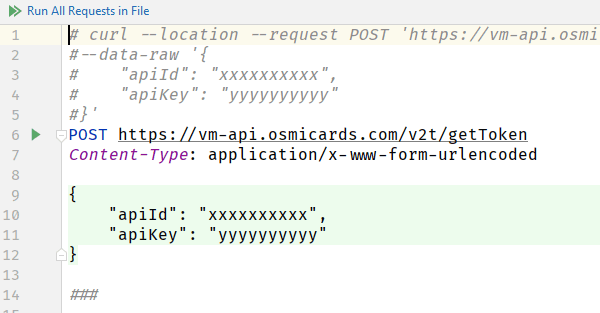 Run All Requests in File
1 # curl --location --request POST 'https://vm-api.osmi
2 #--data-raw '{
3 #    "apiId": "xxxxxxxxxx",
4 #    "apiKey": "yyyyyyyyyy"
5 #}'
6 POST https://vm-api.osmicards.com/v2t/getToken
7 Content-Type: application/x-www-form-urlencoded
8
9 {
10     "apiId": "xxxxxxxxxx",
11     "apiKey": "yyyyyyyyyy"
12 }
13
14 ###